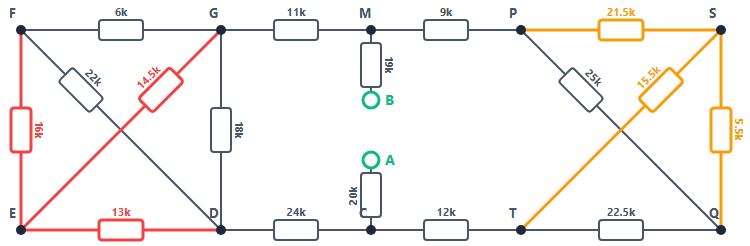 F 6k G 11k M 9k P 21.5k S
22k 14.5k 19k 25k 15.5k
B
16k 18k 5.5k
A
20k
E 13k D 24k C 12k T 22.5k Q